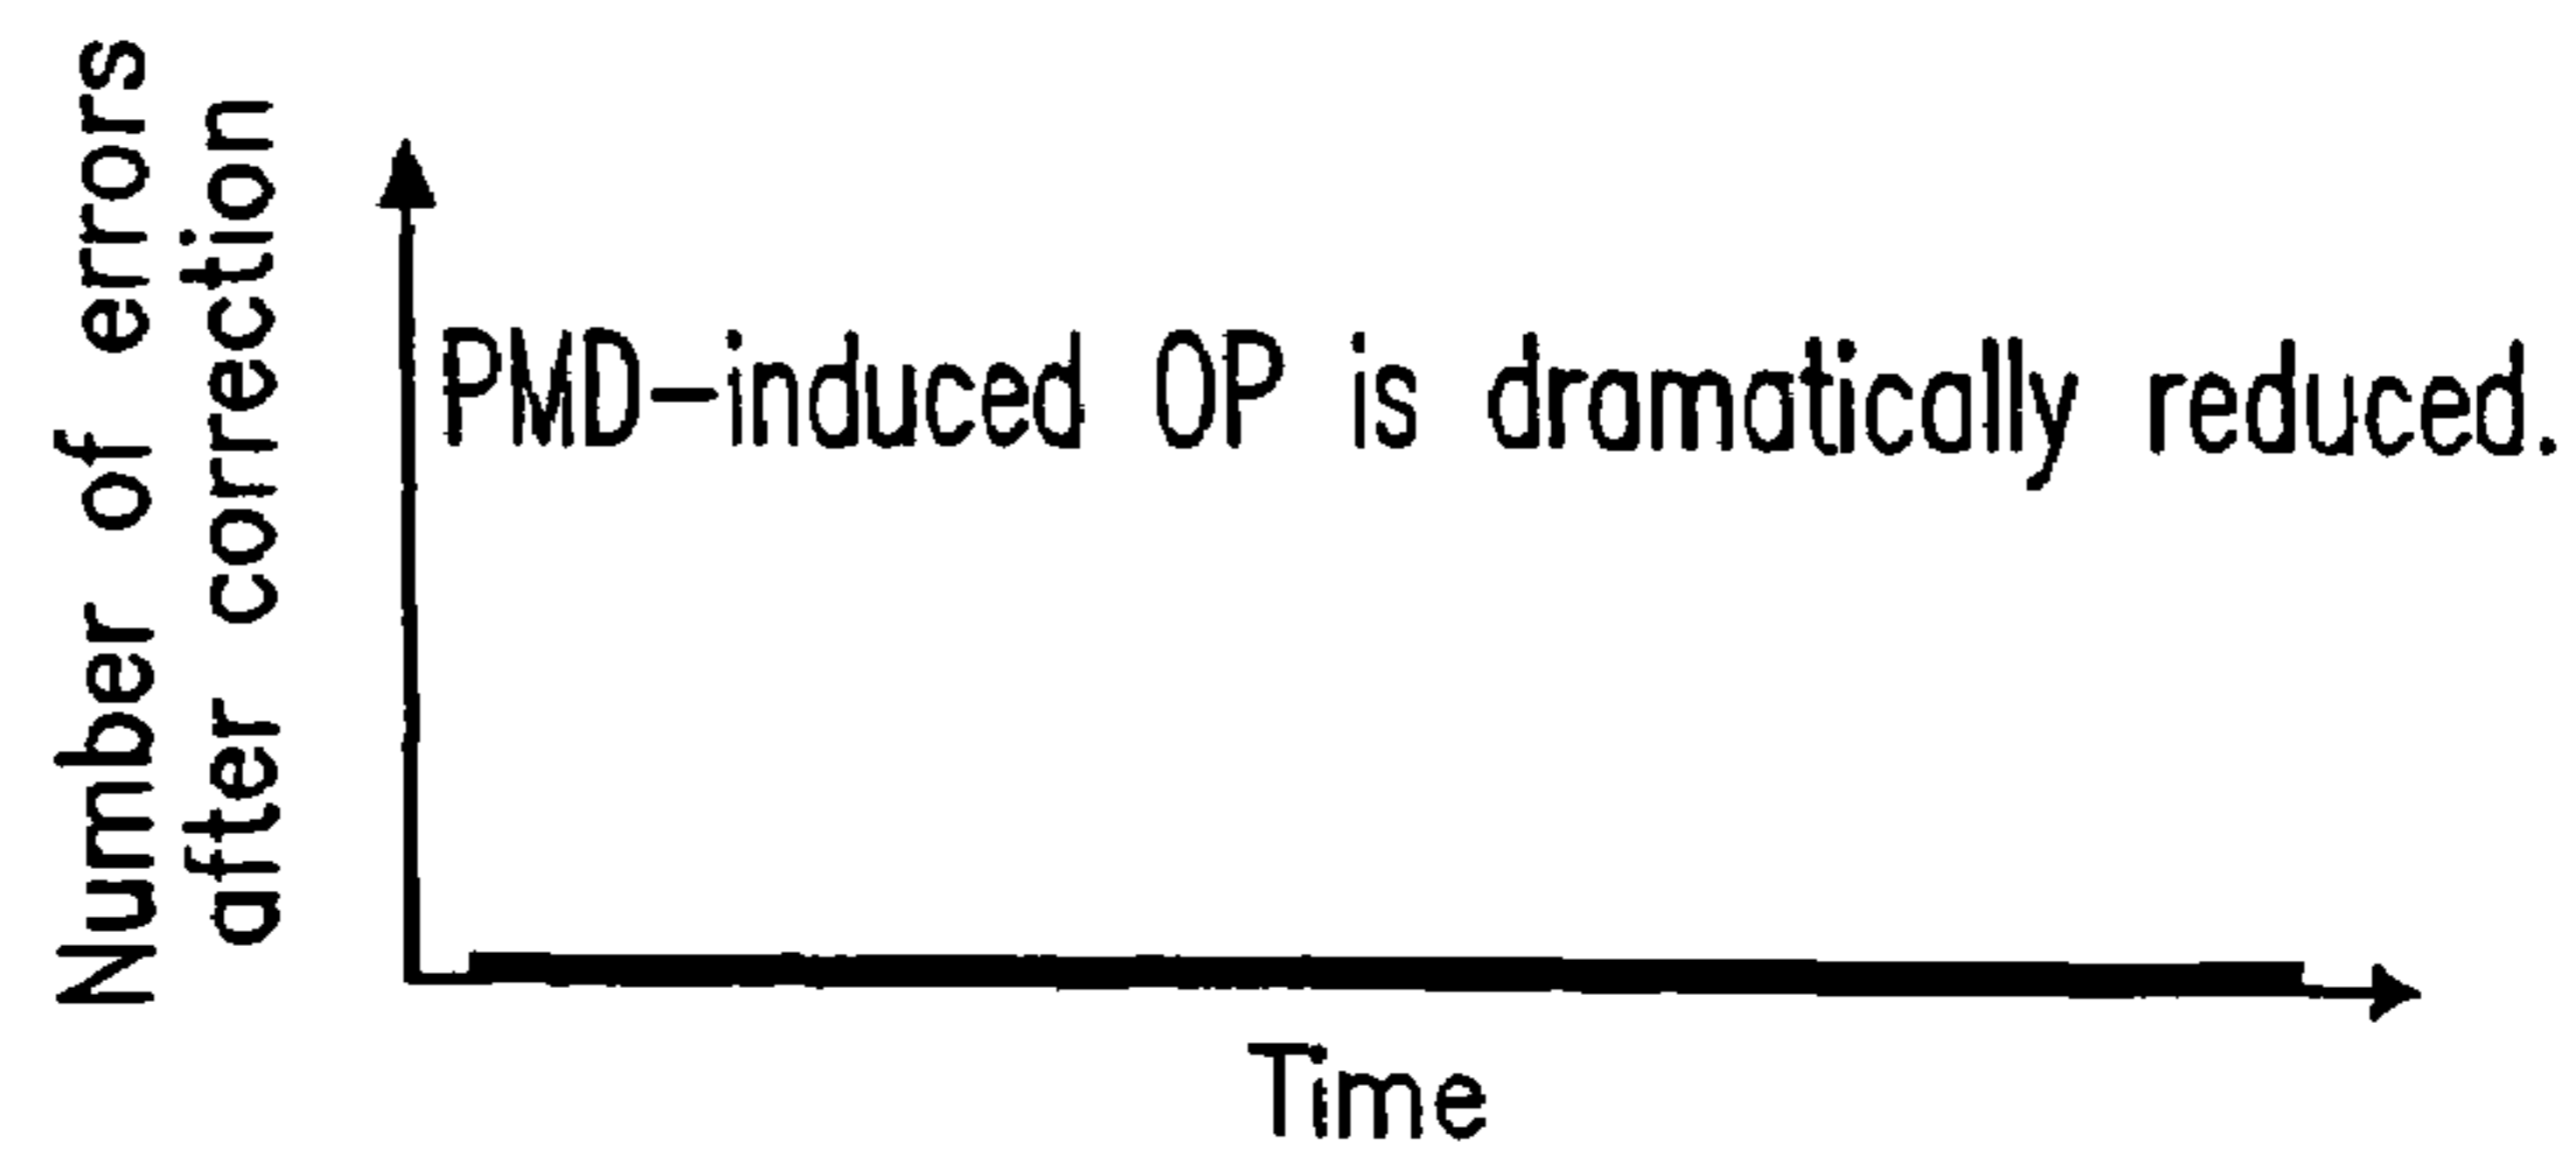 Number of errors
after correction
PMD-induced OP is dramatically reduced.
Time